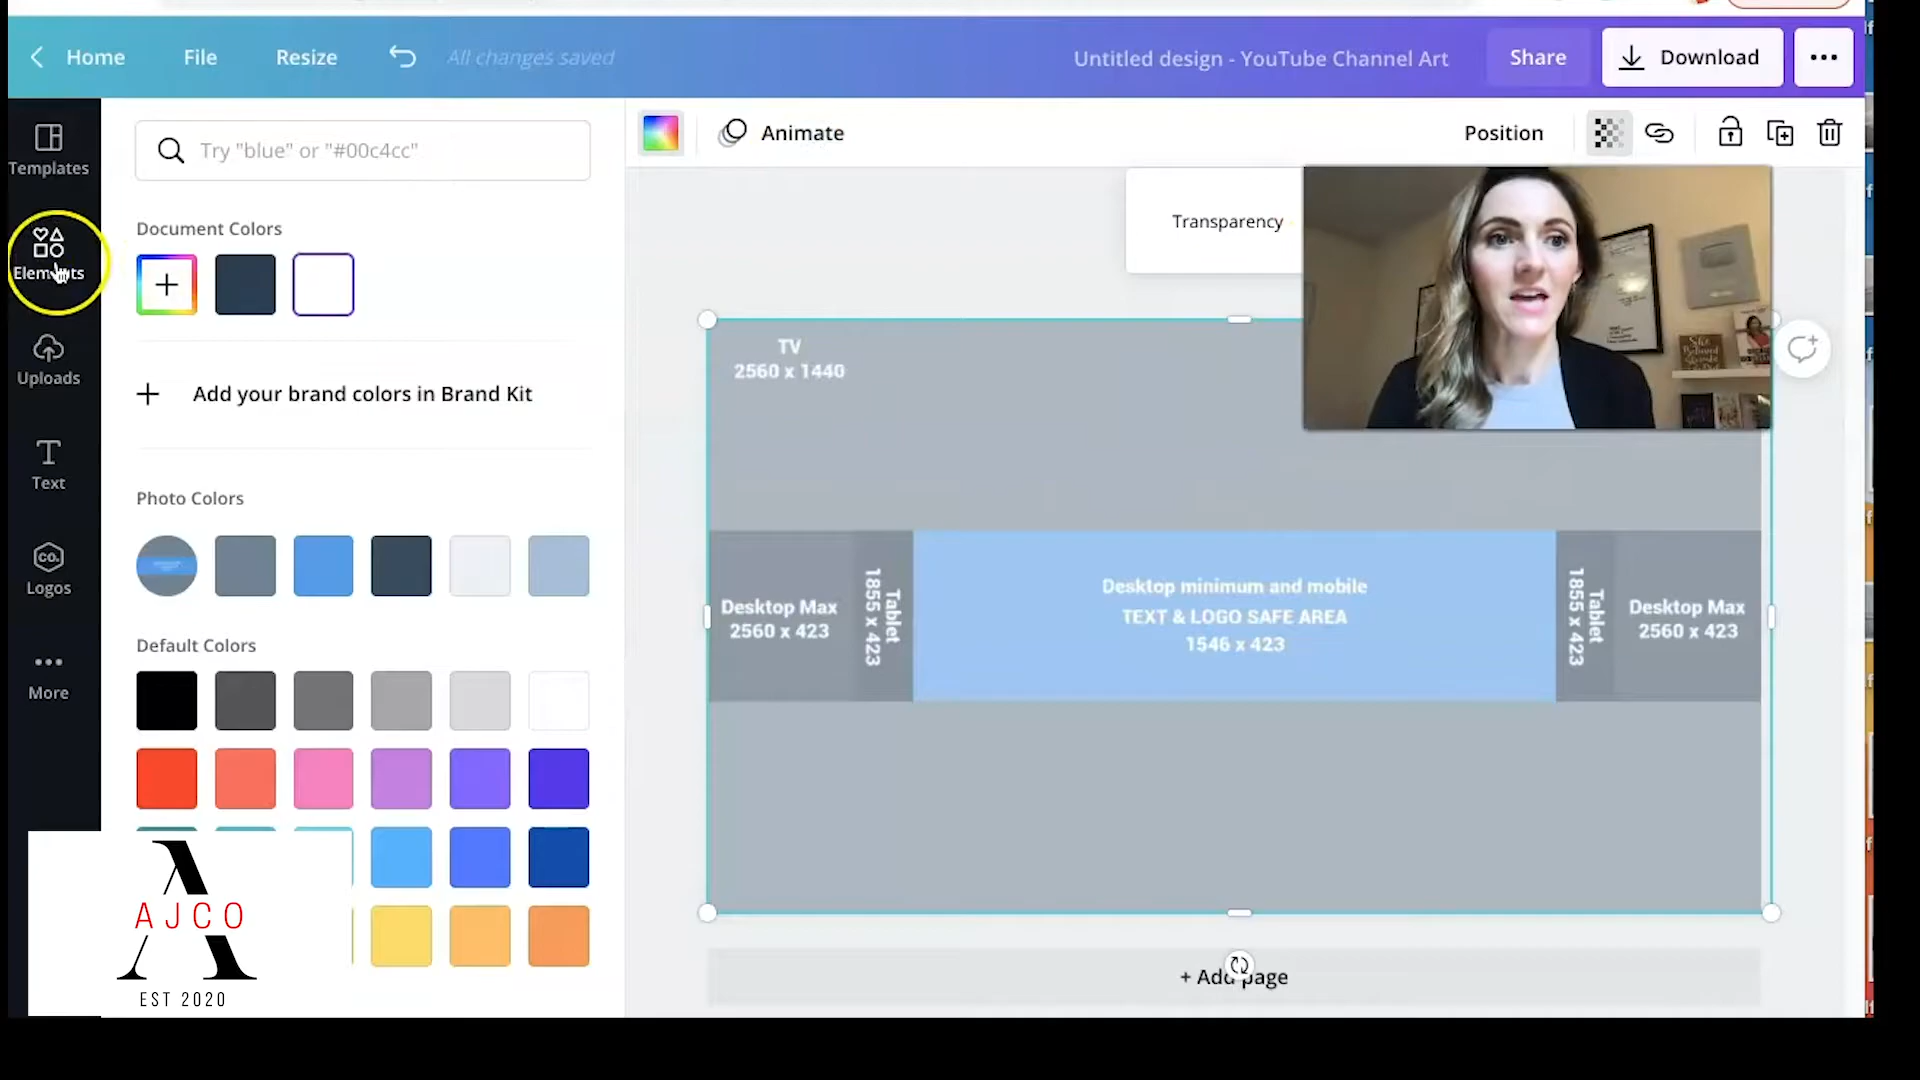 Home
File
Resize
All changes saved
Untitled design - YouTube Channel Art
Share
Download
Templates
Elements
Uploads
Text
CO.
Logos
More
Try "blue" or "#00c4cc"
Document Colors
Add your brand colors in Brand Kit
Photo Colors
Default Colors
Animate
Position
Transparency
TV
2560 x 1440
Desktop Max
2560 x 423
Tablet
1855 x 423
Desktop minimum and mobile
TEXT & LOGO SAFE AREA
1546 x 423
Tablet
1855 x 423
Desktop Max
2560 x 423
+ Add page
AJCO
EST 2020